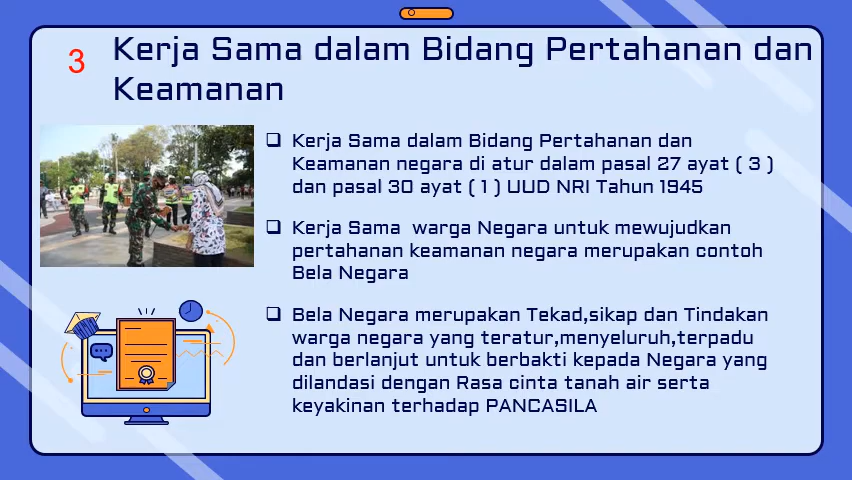 3
Kerja Sama dalam Bidang Pertahanan dan
Keamanan
Kerja Sama dalam Bidang Pertahanan dan
Keamanan negara di atur dalam pasal 27 ayat ( 3 )
dan pasal 30 ayat ( 1 ) UUD NRI Tahun 1945
Kerja Sama warga Negara untuk mewujudkan
pertahanan keamanan negara merupakan contoh
Bela Negara
Bela Negara merupakan Tekad,sikap dan Tindakan
warga negara yang teratur,menyeluruh,terpadu
dan berlanjut untuk berbakti kepada Negara yang
dilandasi dengan Rasa cinta tanah air serta
keyakinan terhadap PANCASILA